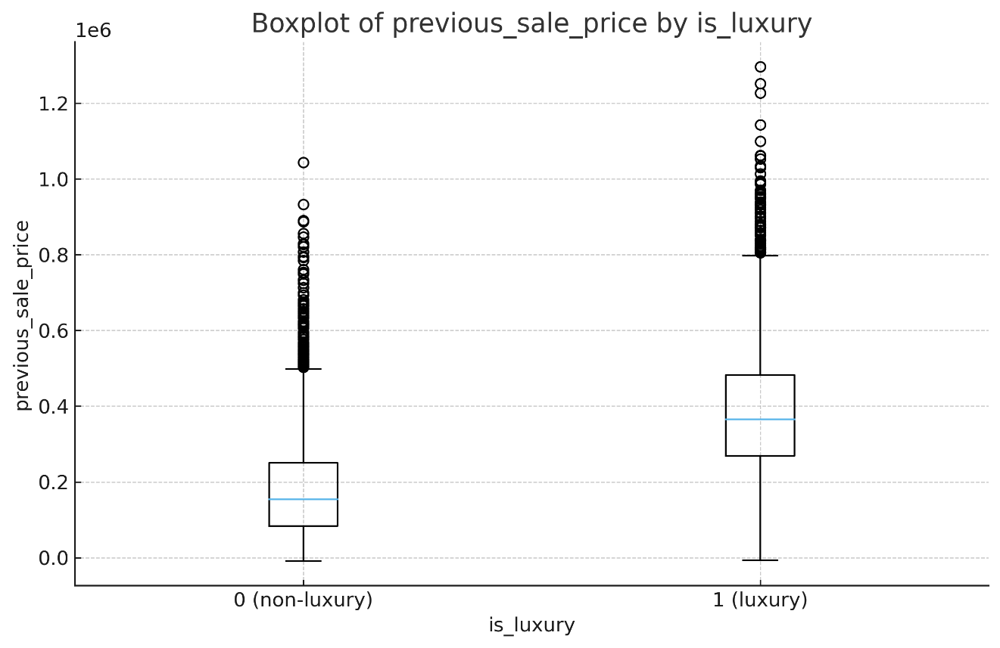 Boxplot of previous_sale_price by is_luxury
1e6
1.2
1.0
0.8
0.6
0.4
0.2
0.0
previous_sale_price
0 (non-luxury)
1 (luxury)
is_luxury